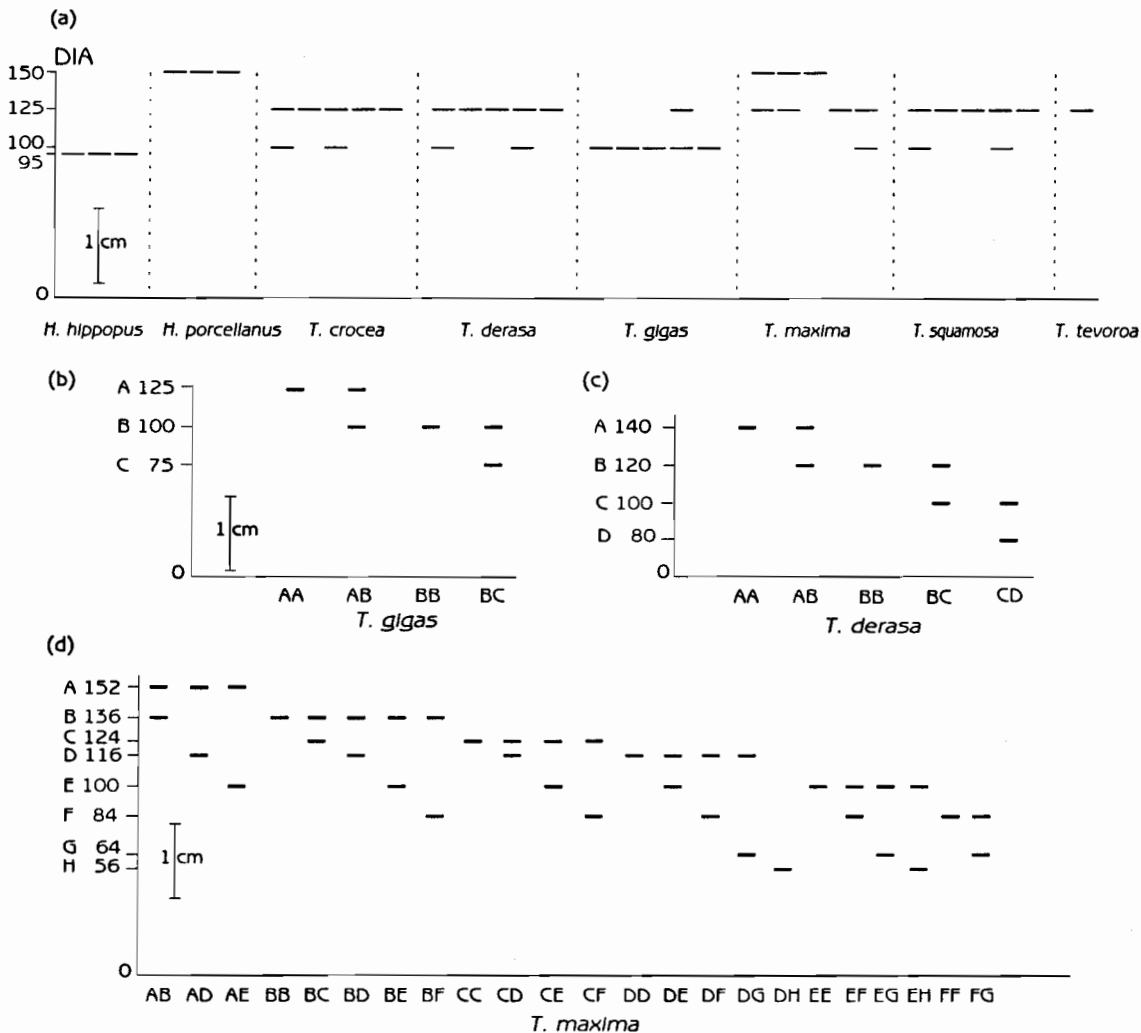 (a)
DIA
150
125
100
95
1 cm
0
H. hippopus H. porcellanus T. crocea T. derasa T. gigas T. maxima T. squamosa T. tevoroa
(b)
A 125
B 100
C 75
1 cm
0
AA AB BB BC
T. gigas
(c)
A 140
B 120
C 100
D 80
0
AA AB BB BC CD
T. derasa
(d)
A 152
B 136
C 124
D 116
E 100
F 84
G 64
H 56
1 cm
0
AB AD AE BB BC BD BE BF CC CD CE CF DD DE DF DG DH EE EF EG EH FF FG
T. maxima